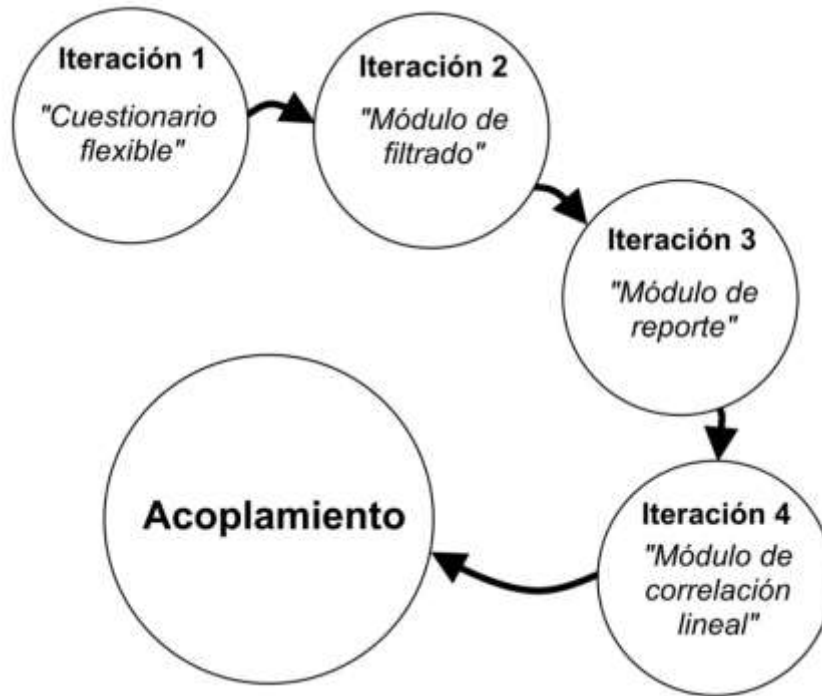 Iteración 1
"Cuestionario
flexible"
Iteración 2
"Módulo de
filtrado"
Iteración 3
"Módulo de
reporte"
Iteración 4
"Módulo de
correlación
lineal"
Acoplamiento